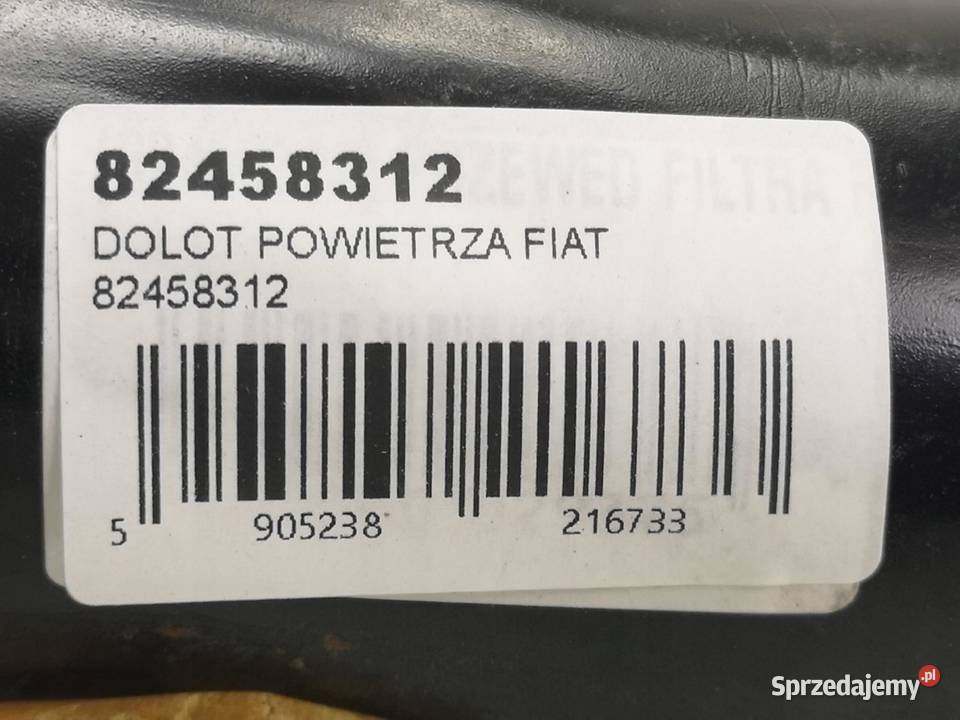 82458312
DOLOT POWIETRZA FIAT
82458312
5 905238 216733
Sprzedajemy.pl